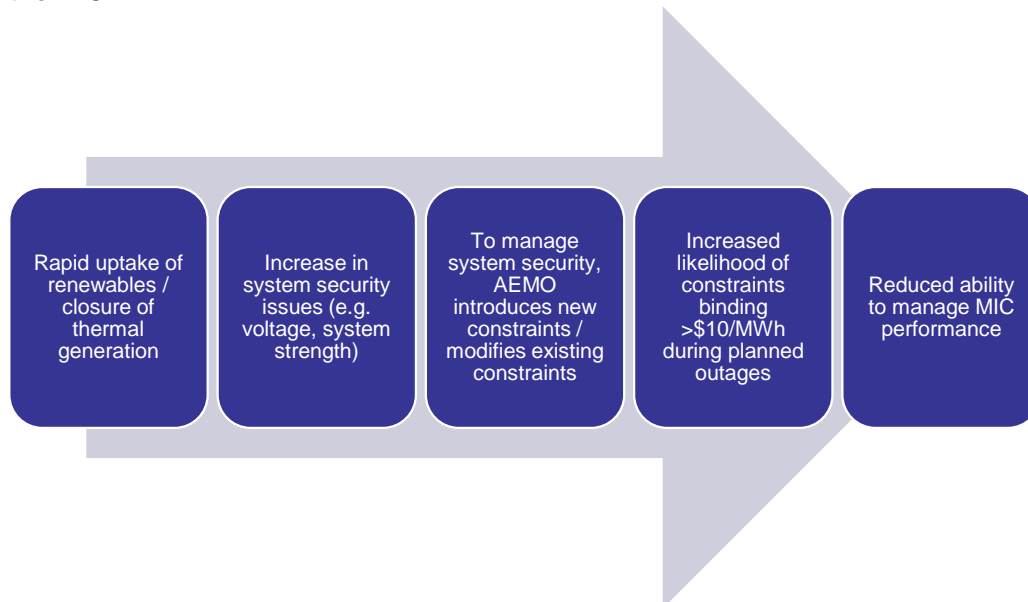 Rapid uptake of
renewables /
closure of
thermal
generation
Increase in
system security
issues (e.g.
voltage, system
strength)
To manage
system security,
AEMO
introduces new
constraints /
modifies existing
constraints
Increased
likelihood of
constraints
binding
>$10/MWh
during planned
outages
Reduced ability
to manage MIC
performance